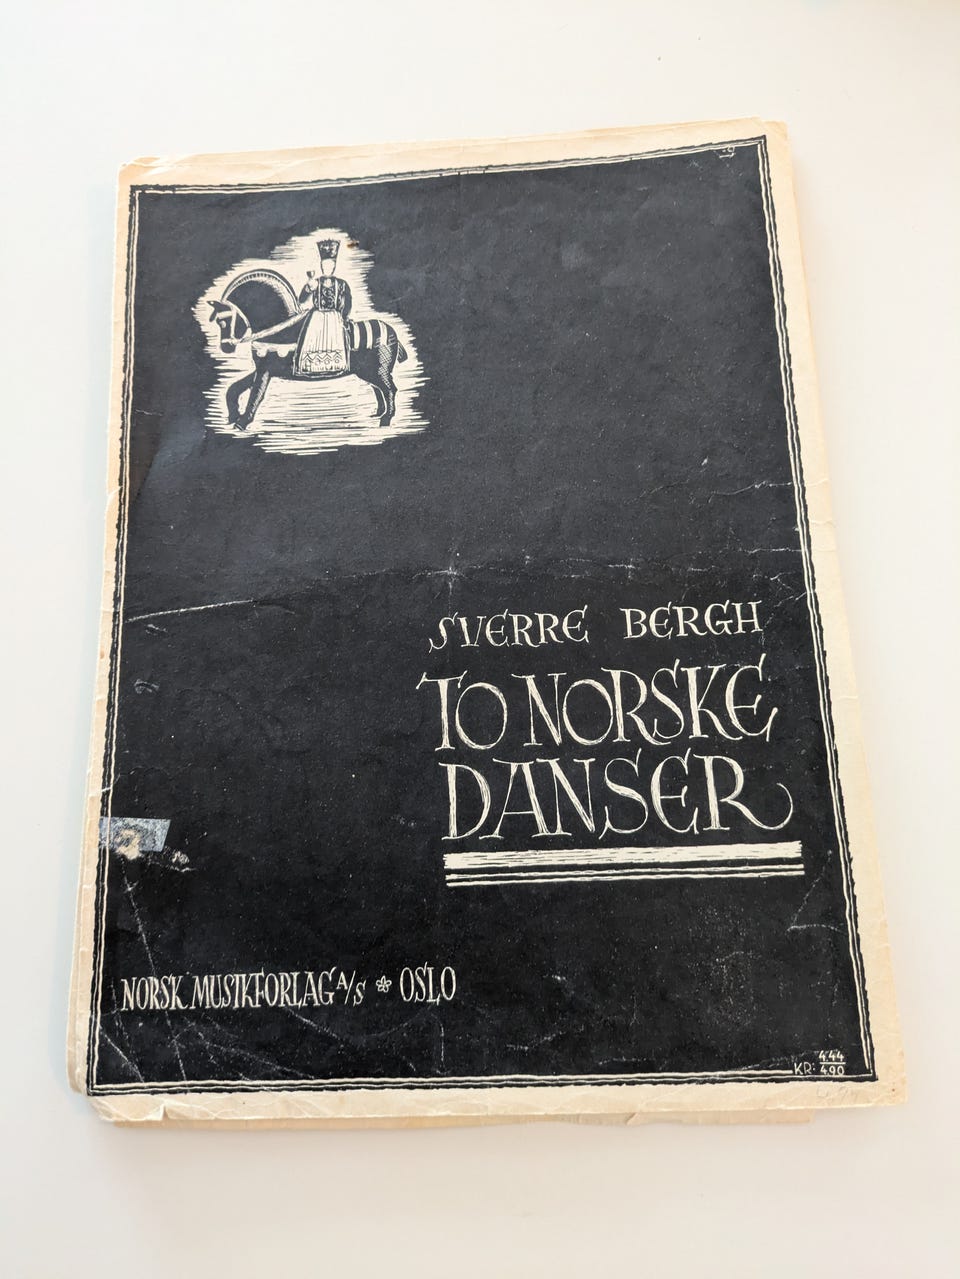 SVERRE BERGH
TO NORSKE
DANSER
NORSK MUSIKFORLAG A/S * OSLO
KR: 4.44
4.90